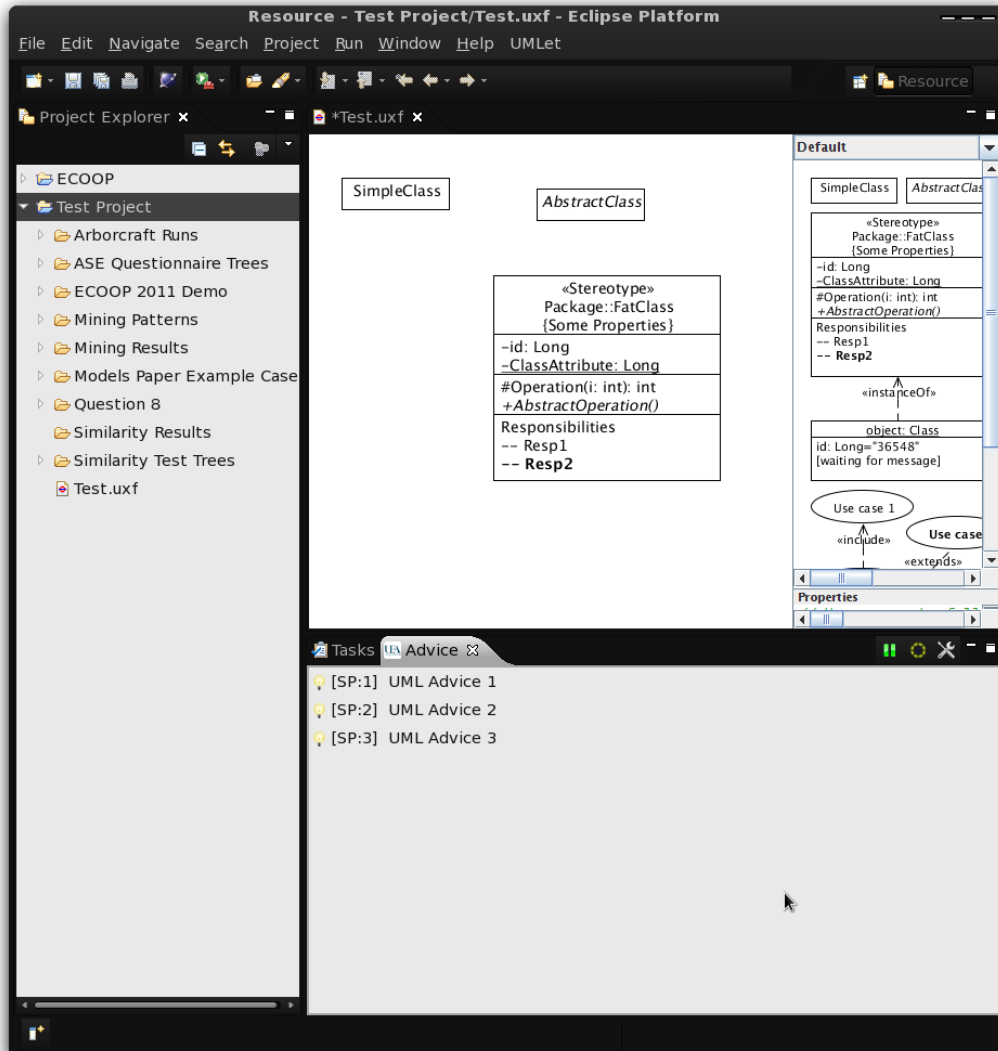 Resource - Test Project/Test.uxf - Eclipse Platform
File Edit Navigate Search Project Run Window Help UMLet
Resource
Project Explorer
ECOOP
Test Project
Arborcraft Runs
ASE Questionnaire Trees
ECOOP 2011 Demo
Mining Patterns
Mining Results
Models Paper Example Case
Question 8
Similarity Results
Similarity Test Trees
Test.uxf
*Test.uxf
SimpleClass
AbstractClass
«Stereotype»
Package::FatClass
{Some Properties}
-id: Long
-ClassAttribute: Long
#Operation(i: int): int
+AbstractOperation()
Responsibilities
-- Resp1
-- Resp2
Default
SimpleClass AbstractClas
«Stereotype»
Package::FatClass
{Some Properties}
-id: Long
-ClassAttribute: Long
#Operation(i: int): int
+AbstractOperation()
Responsibilities
-- Resp1
-- Resp2
«instanceOf»
object: Class
id: Long="36548"
[waiting for message]
Use case 1
«include»
Use case
«extends»
Properties
Tasks
UEA Advice
[SP:1] UML Advice 1
[SP:2] UML Advice 2
[SP:3] UML Advice 3